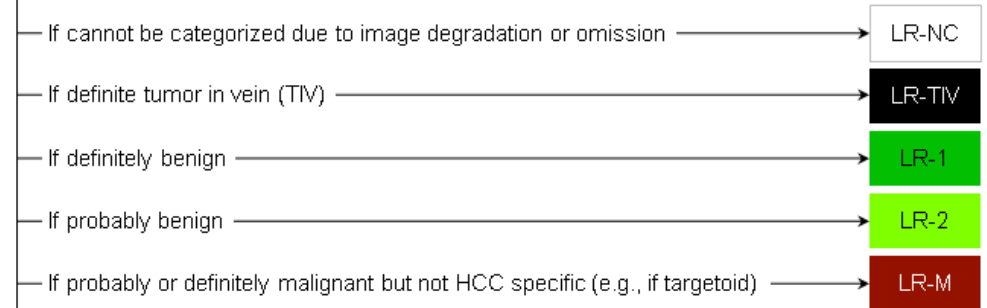 If cannot be categorized due to image degradation or omission LR-NC
If definite tumor in vein (TIV) LR-TIV
If definitely benign LR-1
If probably benign LR-2
If probably or definitely malignant but not HCC specific (e.g., if targetoid) LR-M